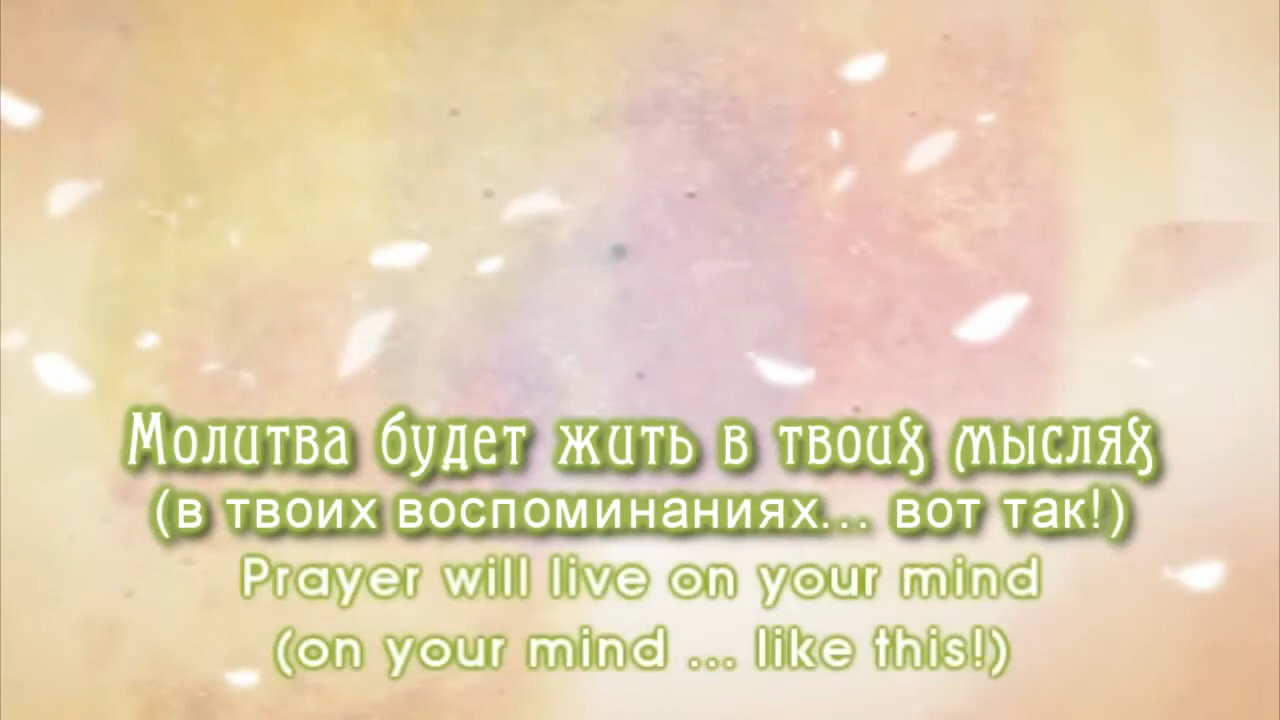 Молитва будет жить в твоих мыслях
(в твоих воспоминаниях... вот так!)
Prayer will live on your mind
(on your mind ... like this!)